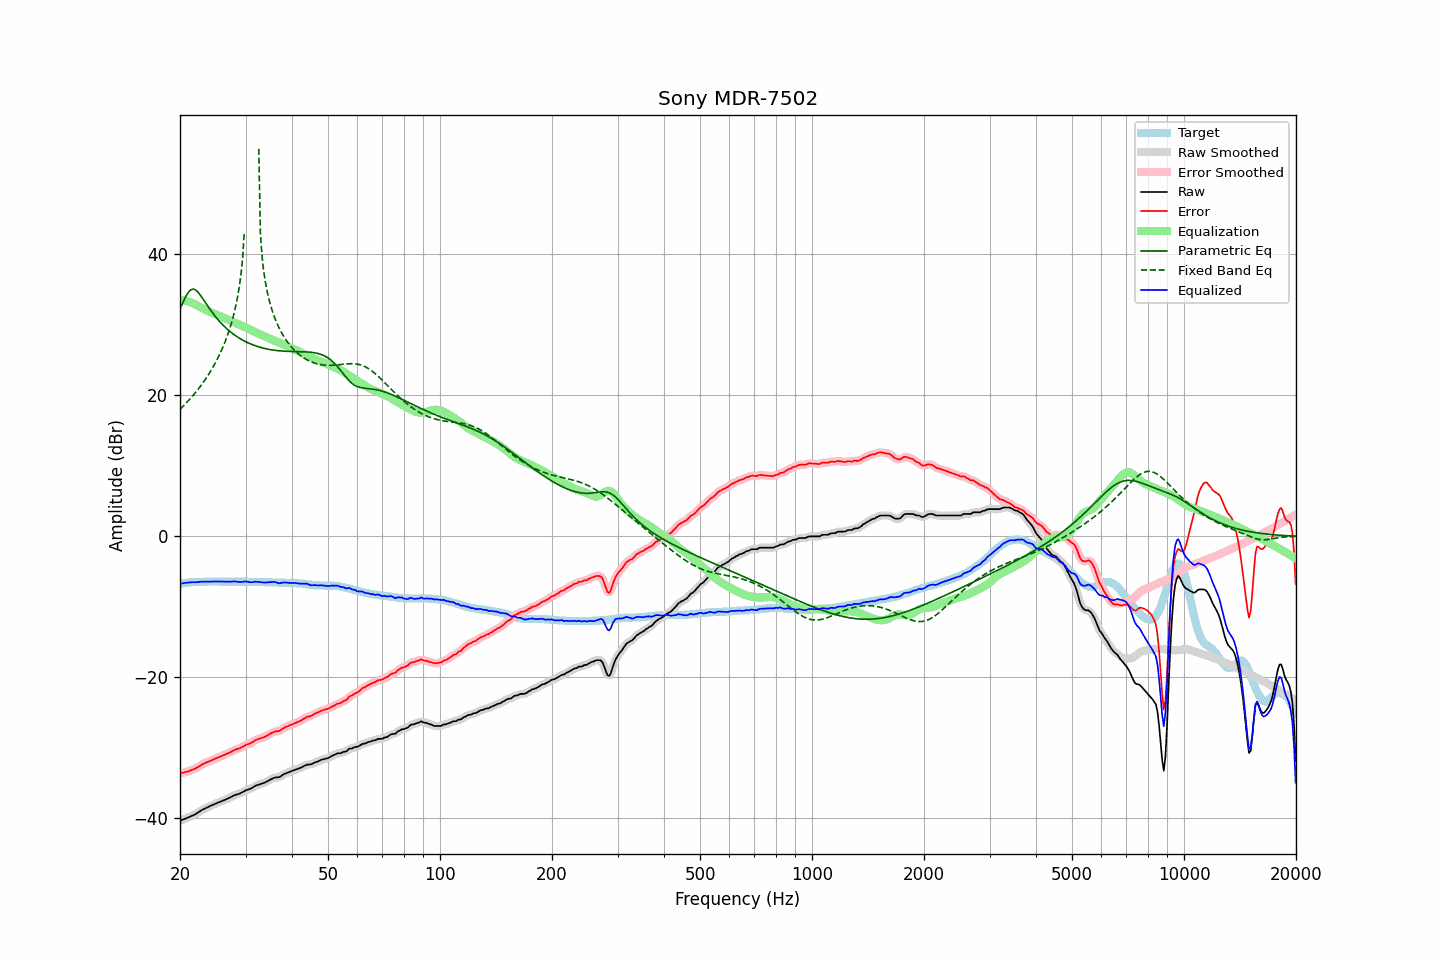 Sony MDR-7502
Target
Raw Smoothed
Error Smoothed
Raw
Error
Equalization
Parametric Eq
Fixed Band Eq
Equalized
Amplitude (dBr)
40
20
0
−20
−40
20 50 100 200 500 1000 2000 5000 10000 20000
Frequency (Hz)